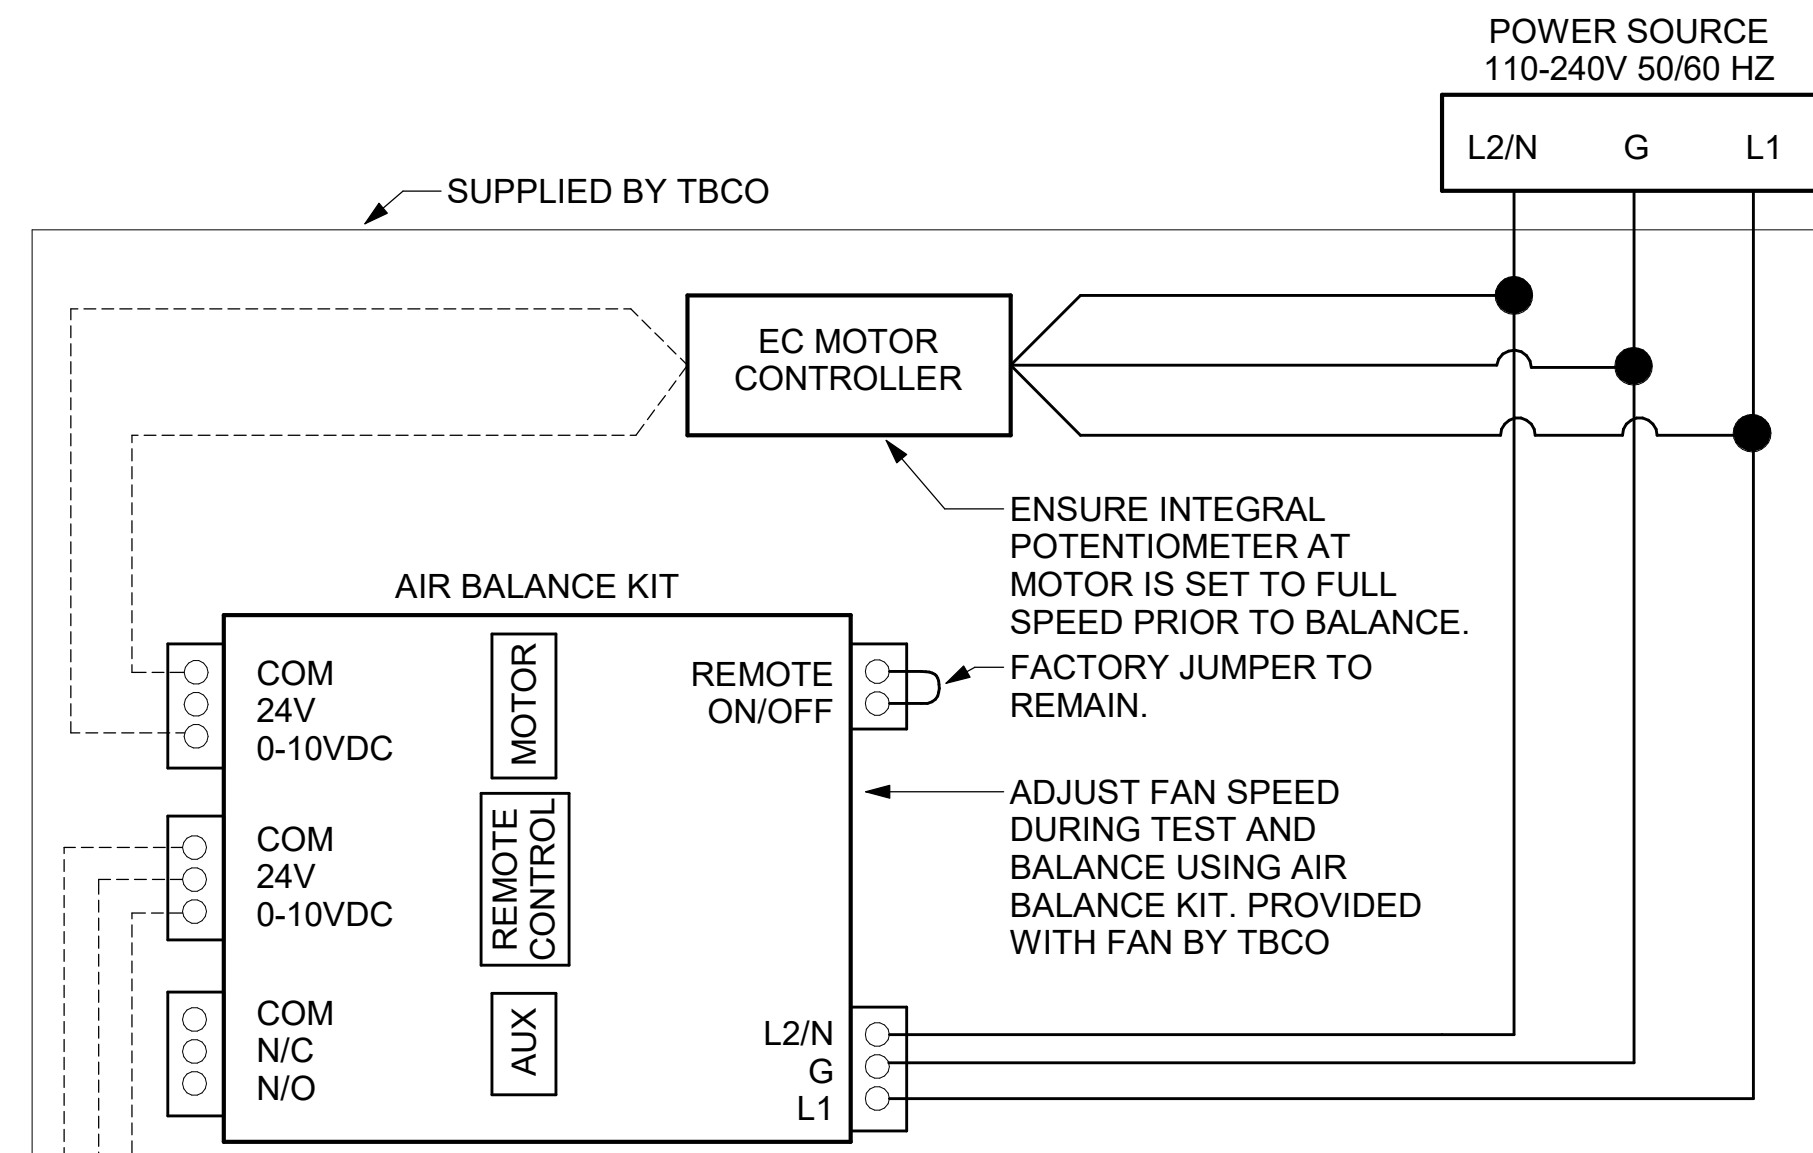 POWER SOURCE
110-240V 50/60 HZ
L2/N G L1
SUPPLIED BY TBCO
EC MOTOR
CONTROLLER
ENSURE INTEGRAL
POTENTIOMETER AT
MOTOR IS SET TO FULL
SPEED PRIOR TO BALANCE.
AIR BALANCE KIT
COM
24V
0-10VDC
MOTOR
REMOTE
ON/OFF
FACTORY JUMPER TO
REMAIN.
COM
24V
0-10VDC
REMOTE
CONTROL
ADJUST FAN SPEED
DURING TEST AND
BALANCE USING AIR
BALANCE KIT. PROVIDED
WITH FAN BY TBCO
COM
N/C
N/O
AUX
L2/N
G
L1